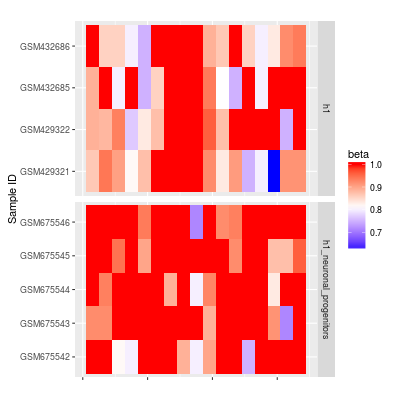 GSM432686
GSM432685
GSM429322
GSM429321
h1
Sample ID
GSM675546
GSM675545
GSM675544
GSM675543
GSM675542
h1_neuronal_progenitors
beta
1.0
0.9
0.8
0.7